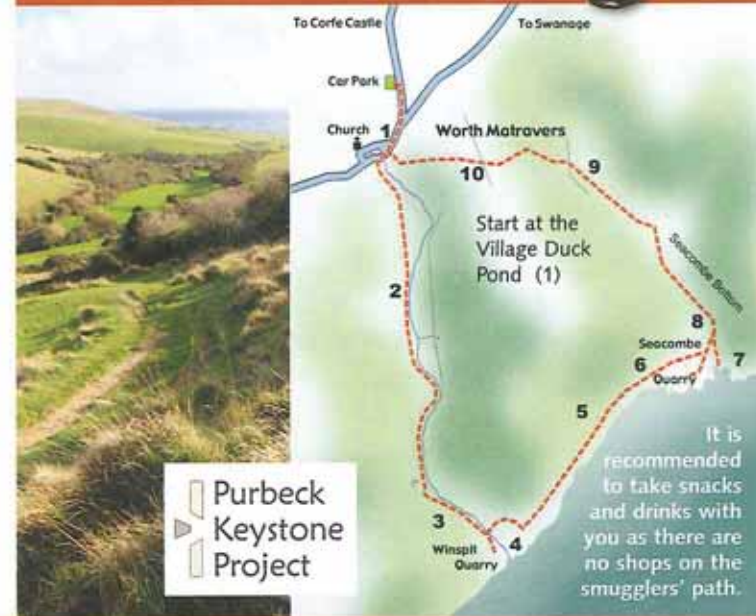 To Corfe Castle
To Swanage
Car Park
Church
1
Worth Matravers
10
9
Start at the
Village Duck
Pond (1)
2
Seacombe Bottom
8
Seacombe
Quarry
7
6
5
3
4
Winspit
Quarry
It is
recommended
to take snacks
and drinks with
you as there are
no shops on the
smugglers' path.
Purbeck
Keystone
Project